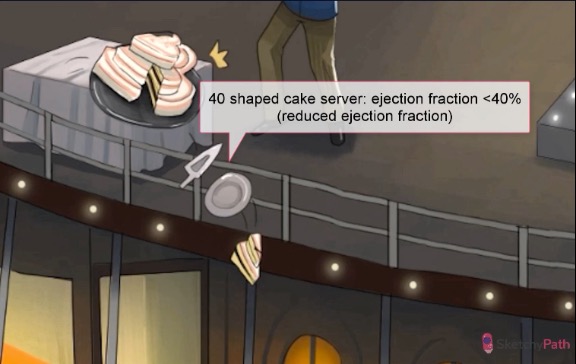 40 shaped cake server: ejection fraction <40%
(reduced ejection fraction)
SketchyPath